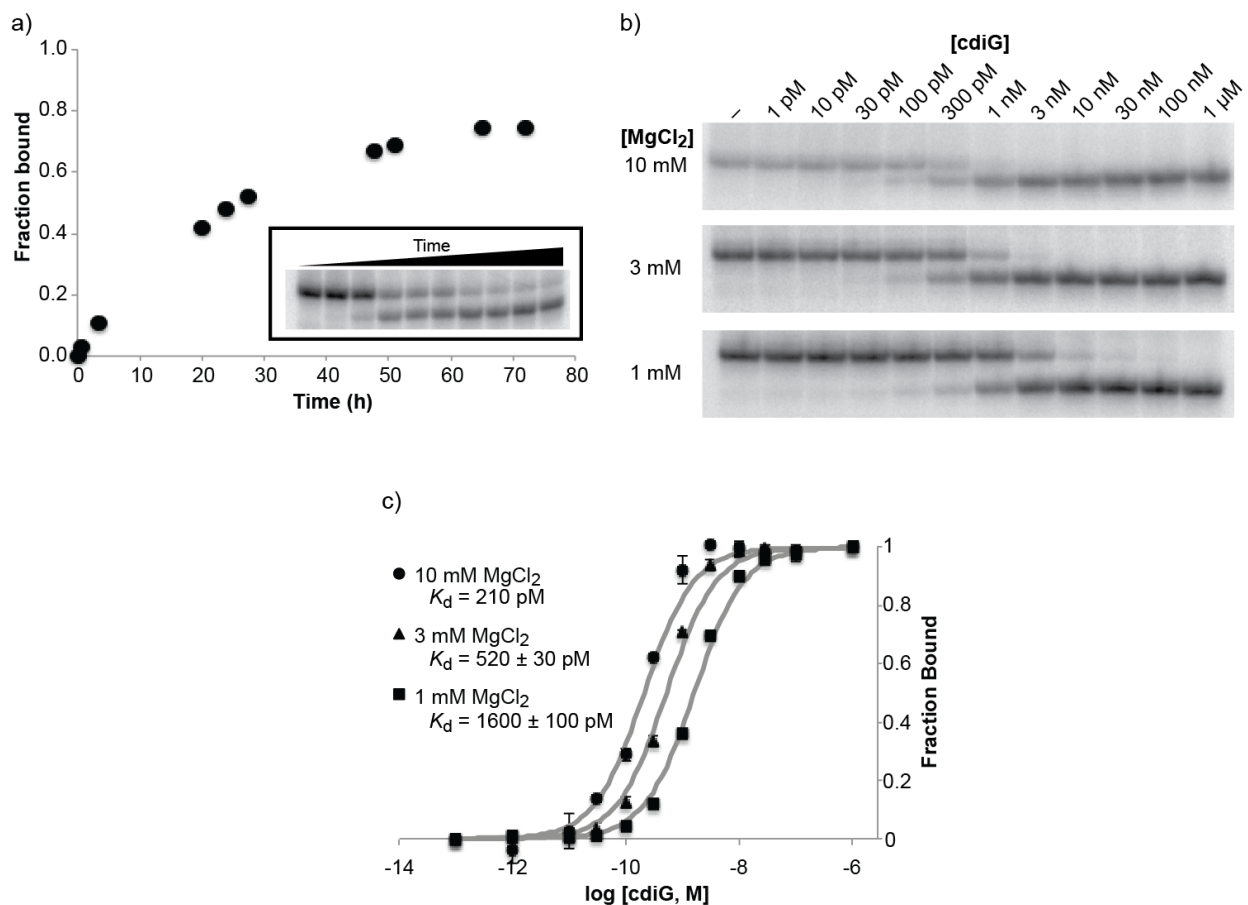 a)
1.0
0.8
0.6
0.4
0.2
0.0
0 10 20 30 40 50 60 70 80
Fraction bound
Time (h)
Time
b)
[cdiG]
– 1 pM 10 pM 30 pM 100 pM 300 pM 1 nM 3 nM 10 nM 30 nM 100 nM 1 µM
[MgCl2]
10 mM
3 mM
1 mM
c)
10 mM MgCl2
Kd = 210 pM
3 mM MgCl2
Kd = 520 ± 30 pM
1 mM MgCl2
Kd = 1600 ± 100 pM
1
0.8
0.6
0.4
0.2
0
Fraction Bound
-14 -12 -10 -8 -6
log [cdiG, M]